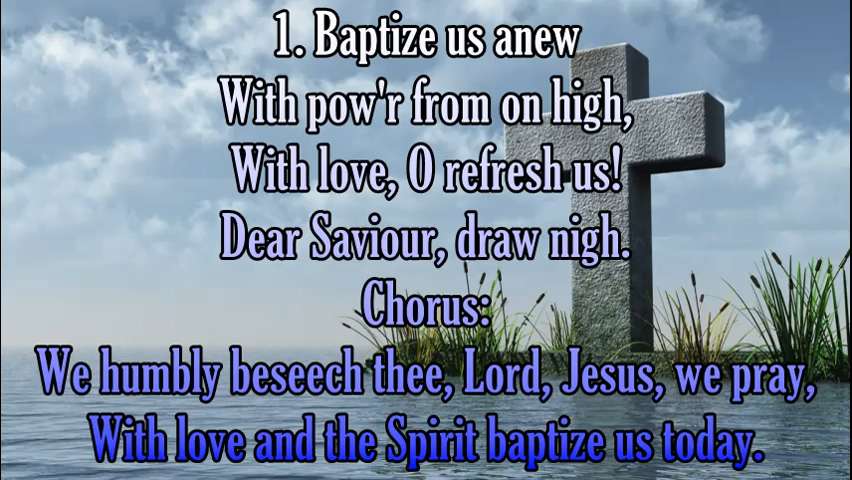 1. Baptize us anew
With pow'r from on high,
With love, O refresh us!
Dear Saviour, draw nigh.
Chorus:
We humbly beseech thee, Lord, Jesus, we pray,
With love and the Spirit baptize us today.